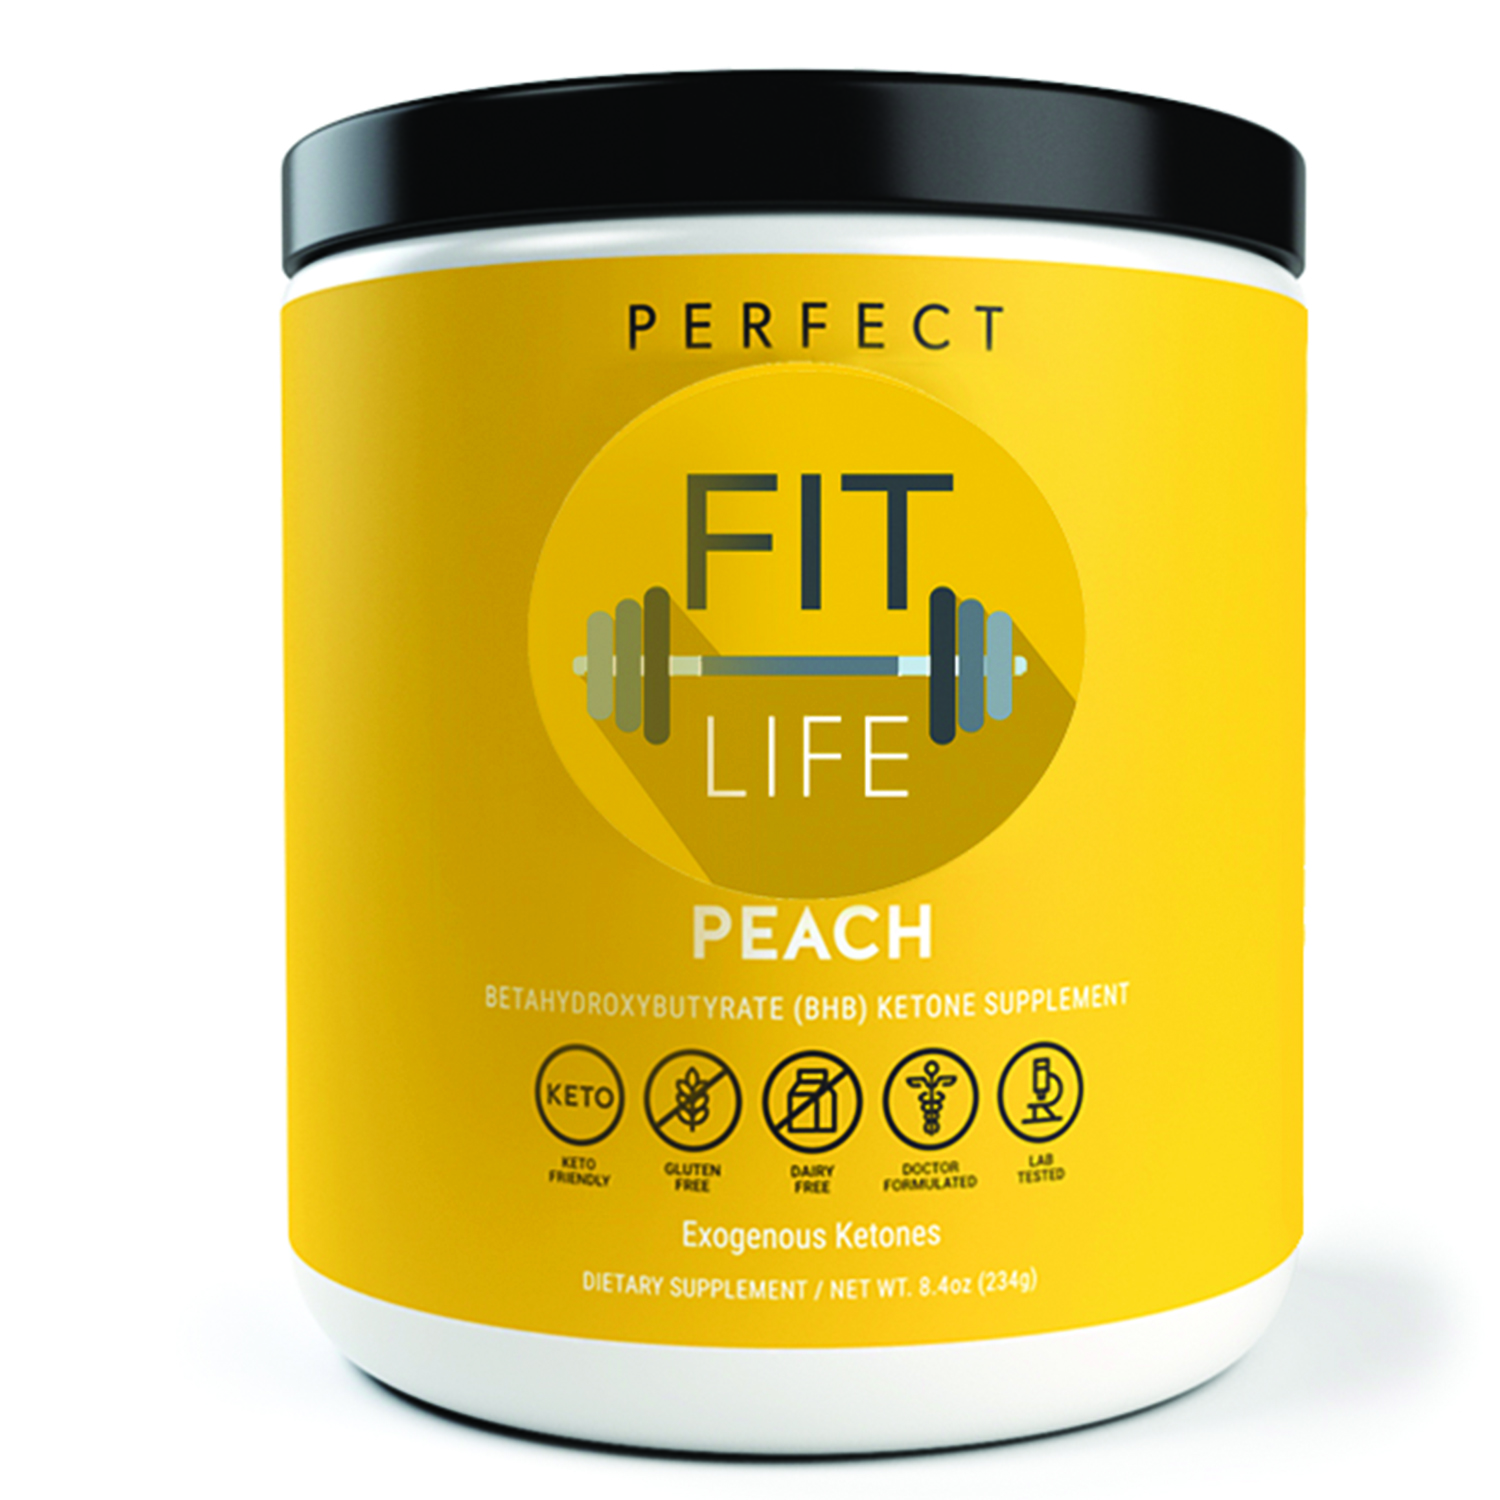 PERFECT
FIT
LIFE
PEACH
BETAHYDROXYBUTYRATE (BHB) KETONE SUPPLEMENT
KETO
KETO
FRIENDLY
GLUTEN
FREE
DAIRY
FREE
DOCTOR
FORMULATED
LAB
TESTED
Exogenous Ketones
DIETARY SUPPLEMENT / NET WT. 8.4oz (234g)